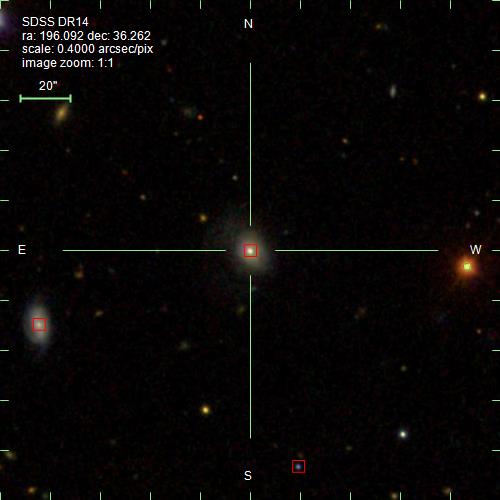 SDSS DR14
ra: 196.092 dec: 36.262
scale: 0.4000 arcsec/pix
image zoom: 1:1
20"
N
E
W
S